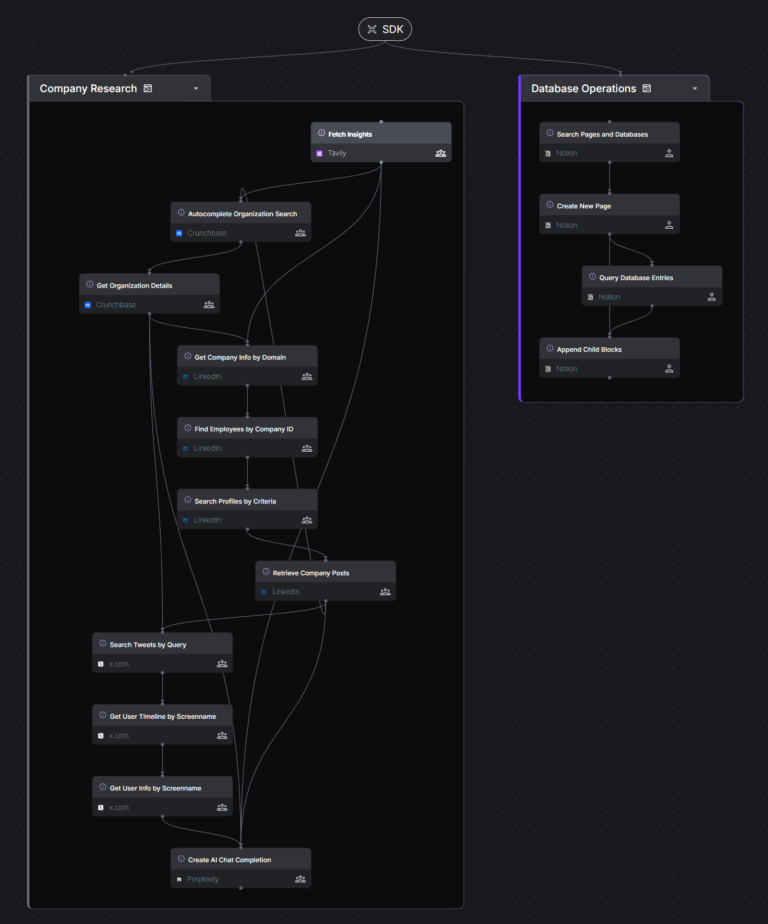 SDK
Company Research
Fetch Insights
Tavily
Autocomplete Organization Search
Crunchbase
Get Organization Details
Crunchbase
Get Company Info by Domain
LinkedIn
Find Employees by Company ID
LinkedIn
Search Profiles by Criteria
LinkedIn
Retrieve Company Posts
LinkedIn
Search Tweets by Query
x.com
Get User Timeline by Screenname
x.com
Get User Info by Screenname
x.com
Create AI Chat Completion
Perplexity
Database Operations
Search Pages and Databases
Notion
Create New Page
Notion
Query Database Entries
Notion
Append Child Blocks
Notion